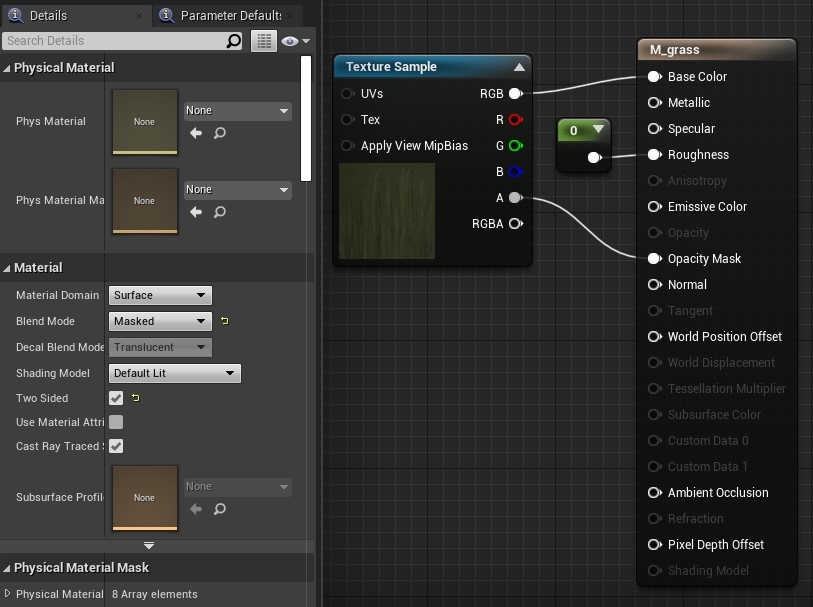 Details
Parameter Defaults
Search Details
Physical Material
Phys Material
None
None
Phys Material Ma
None
None
Material
Material Domain
Surface
Blend Mode
Masked
Decal Blend Mode
Translucent
Shading Model
Default Lit
Two Sided
Use Material Attri
Cast Ray Traced S
Subsurface Profil
None
None
Physical Material Mask
Physical Material
8 Array elements
Texture Sample
UVs
RGB
Tex
R
Apply View MipBias
G
B
A
RGBA
0
M_grass
Base Color
Metallic
Specular
Roughness
Anisotropy
Emissive Color
Opacity
Opacity Mask
Normal
Tangent
World Position Offset
World Displacement
Tessellation Multiplier
Subsurface Color
Custom Data 0
Custom Data 1
Ambient Occlusion
Refraction
Pixel Depth Offset
Shading Model